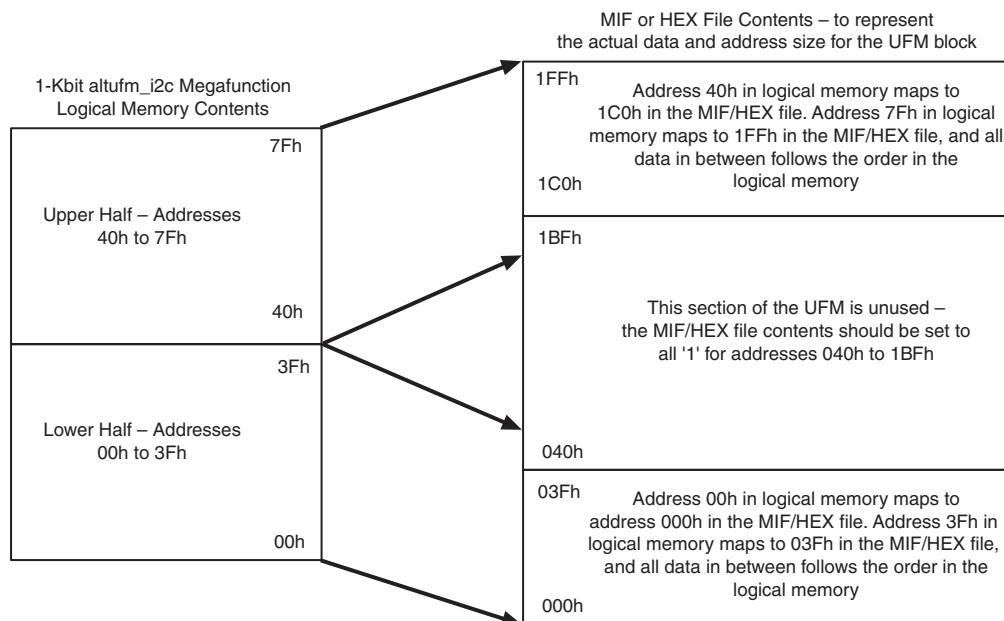 MIF or HEX File Contents – to represent
the actual data and address size for the UFM block
1-Kbit altufm_i2c Megafunction
Logical Memory Contents
7Fh
Upper Half – Addresses
40h to 7Fh
40h
3Fh
Lower Half – Addresses
00h to 3Fh
00h
1FFh
Address 40h in logical memory maps to
1C0h in the MIF/HEX file. Address 7Fh in logical
memory maps to 1FFh in the MIF/HEX file, and all
data in between follows the order in the
logical memory
1C0h
1BFh
This section of the UFM is unused –
the MIF/HEX file contents should be set to
all '1' for addresses 040h to 1BFh
040h
03Fh
Address 00h in logical memory maps to
address 000h in the MIF/HEX file. Address 3Fh in
logical memory maps to 03Fh in the MIF/HEX file,
and all data in between follows the order in the
logical memory
000h